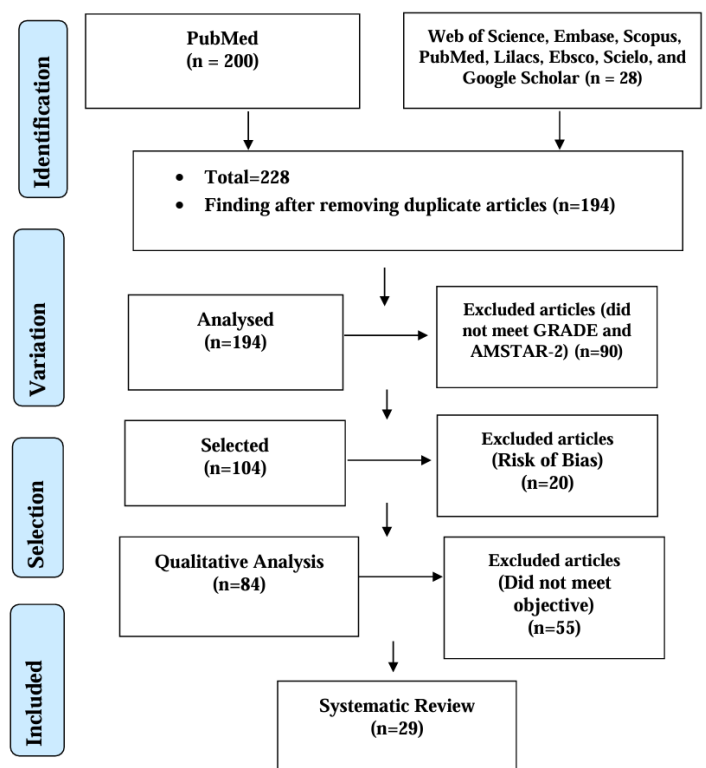 Identification
PubMed
(n = 200)
Web of Science, Embase, Scopus,
PubMed, Lilacs, Ebsco, Scielo, and
Google Scholar (n = 28)
• Total=228
• Finding after removing duplicate articles (n=194)
Variation
Analysed
(n=194)
Excluded articles (did
not meet GRADE and
AMSTAR-2) (n=90)
Selection
Selected
(n=104)
Excluded articles
(Risk of Bias)
(n=20)
Qualitative Analysis
(n=84)
Excluded articles
(Did not meet
objective)
(n=55)
Included
Systematic Review
(n=29)